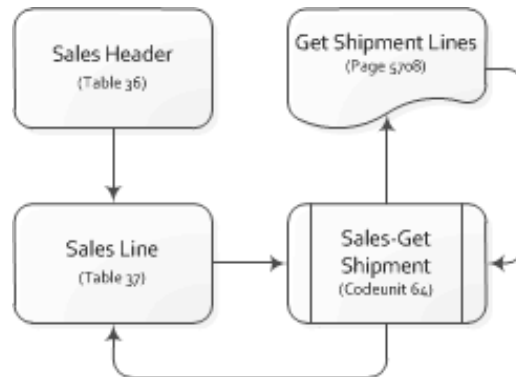 Sales Header
(Table 36)
Get Shipment Lines
(Page 5708)
Sales Line
(Table 37)
Sales-Get
Shipment
(Codeunit 64)